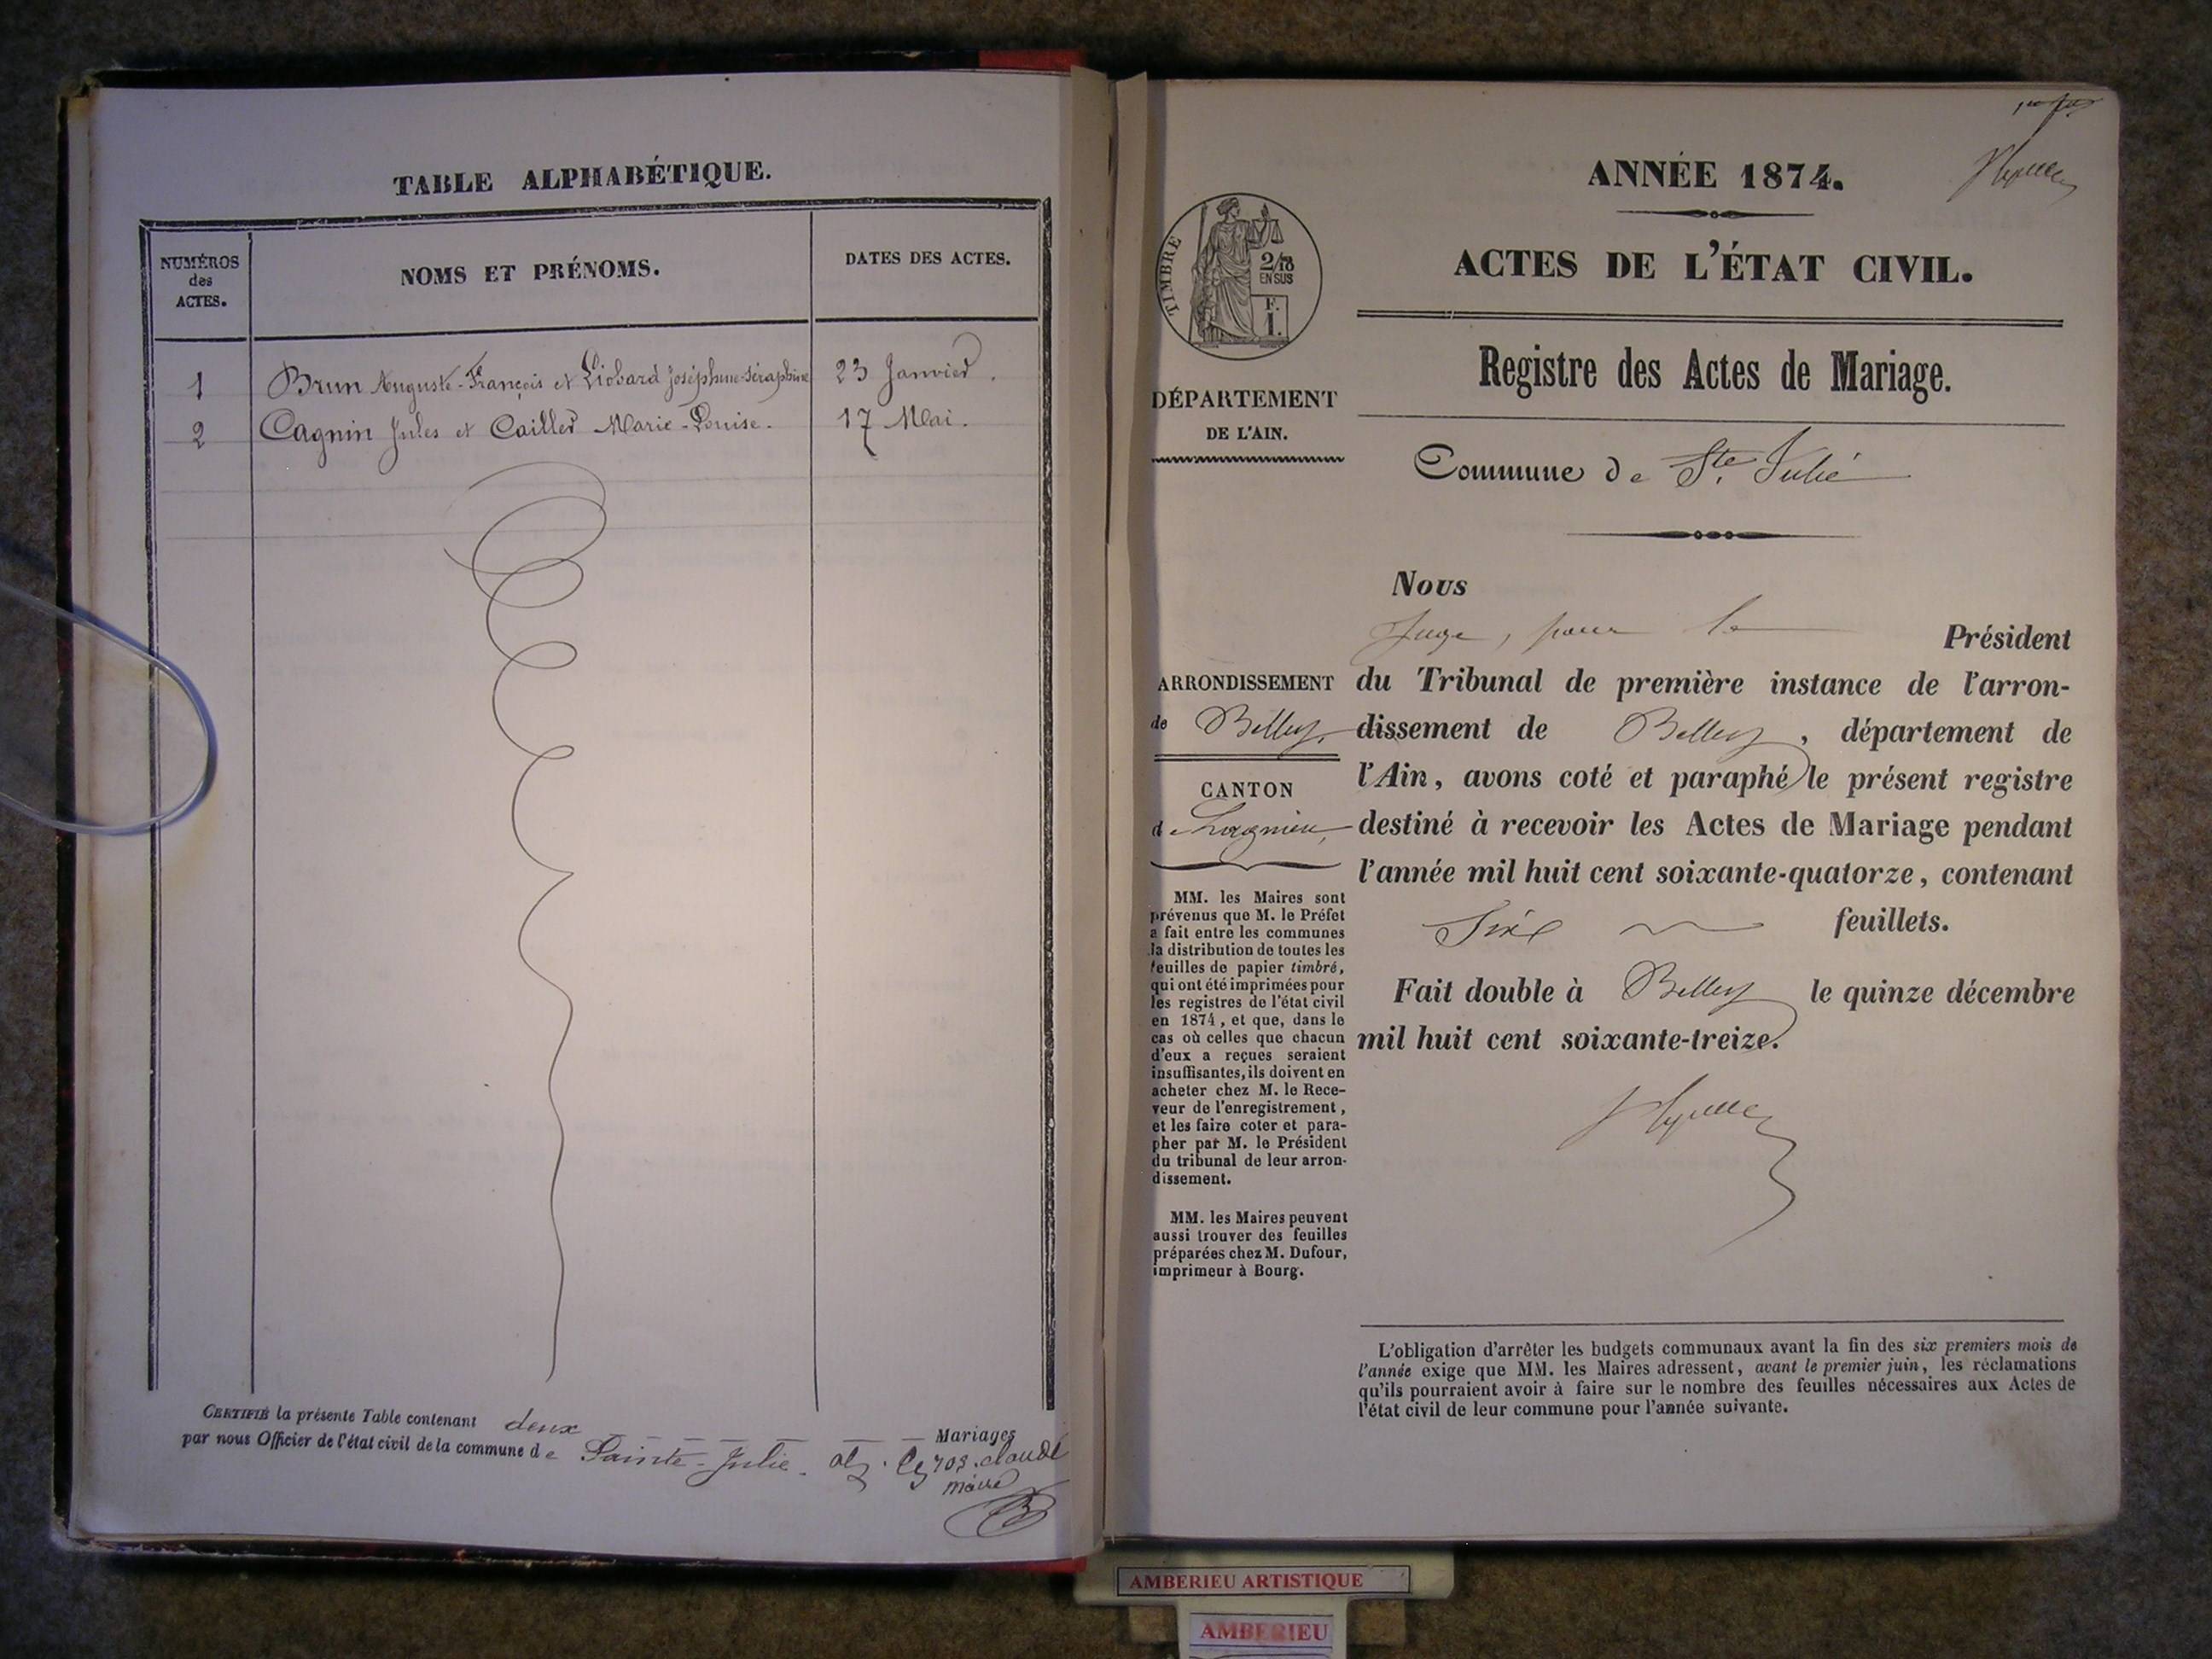 TABLE ALPHABÉTIQUE.
NUMÉROS
des
ACTES.
NOMS ET PRÉNOMS.
DATES DES ACTES.
1 Brun Auguste-François et Liobard Joséphine-Séraphine 23 Janvier.
2 Cagnin Jules et Cailler Marie-Louise. 17 Mai.
CERTIFIÉ la présente Table contenant deux Mariages
par nous Officier de l'état civil de la commune de Sainte-Julie.
claude
maire
ANNÉE 1874.
ACTES DE L'ÉTAT CIVIL.
Registre des Actes de Mariage.
Commune de Ste Julie
TIMBRE
2/10
EN SUS
F.
1.
DÉPARTEMENT
DE L'AIN.
ARRONDISSEMENT
de Belley.
CANTON
de Lagnieu,
MM. les Maires sont
prévenus que M. le Préfet
a fait entre les communes
la distribution de toutes les
feuilles de papier timbré,
qui ont été imprimées pour
les registres de l'état civil
en 1874, et que, dans le
cas où celles que chacun
d'eux a reçues seraient
insuffisantes, ils doivent en
acheter chez M. le Rece-
veur de l'enregistrement,
et les faire coter et para-
pher par M. le Président
du tribunal de leur arron-
dissement.
MM. les Maires peuvent
aussi trouver des feuilles
préparées chez M. Dufour,
imprimeur à Bourg.
Nous
Juge, pour le Président
du Tribunal de première instance de l'arron-
dissement de Belley, département de
l'Ain, avons coté et paraphé le présent registre
destiné à recevoir les Actes de Mariage pendant
l'année mil huit cent soixante-quatorze, contenant
Six feuillets.
Fait double à Belley le quinze décembre
mil huit cent soixante-treize.
L'obligation d'arrêter les budgets communaux avant la fin des six premiers mois de
l'année exige que MM. les Maires adressent, avant le premier juin, les réclamations
qu'ils pourraient avoir à faire sur le nombre des feuilles nécessaires aux Actes de
l'état civil de leur commune pour l'année suivante.
AMBERIEU ARTISTIQUE
AMBERIEU